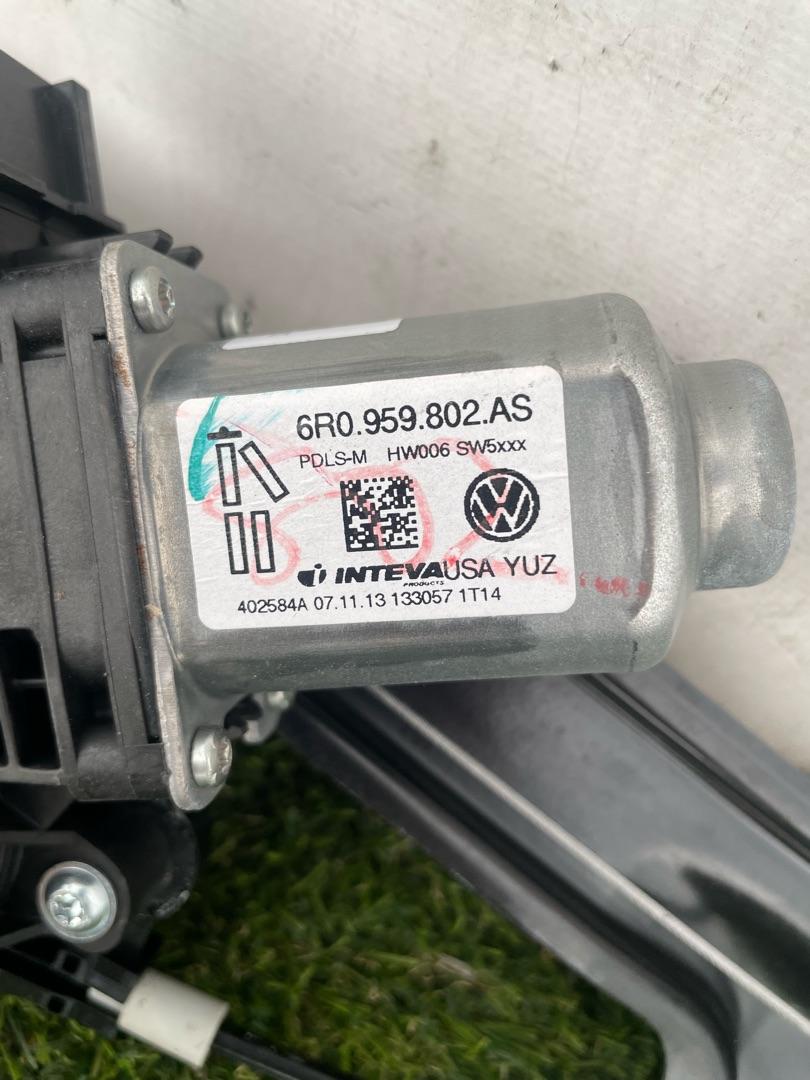 6R0.959.802.AS
PDLS-M HW006 SW5xxx
INTEVA USA YUZ
PRODUCTS
402584A 07.11.13 133057 1T14